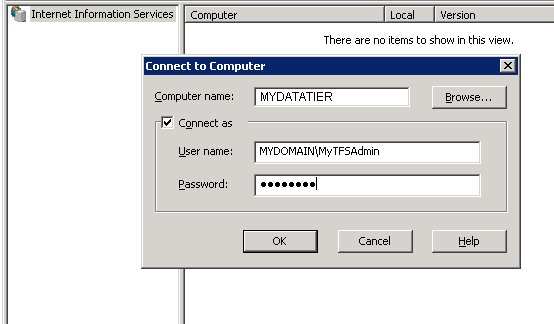 Internet Information Services
Computer Local Version
There are no items to show in this view.
Connect to Computer
Computer name: MYDATATIER Browse...
Connect as
User name: MYDOMAIN\MyTFSAdmin
Password: ●●●●●●●●
OK Cancel Help